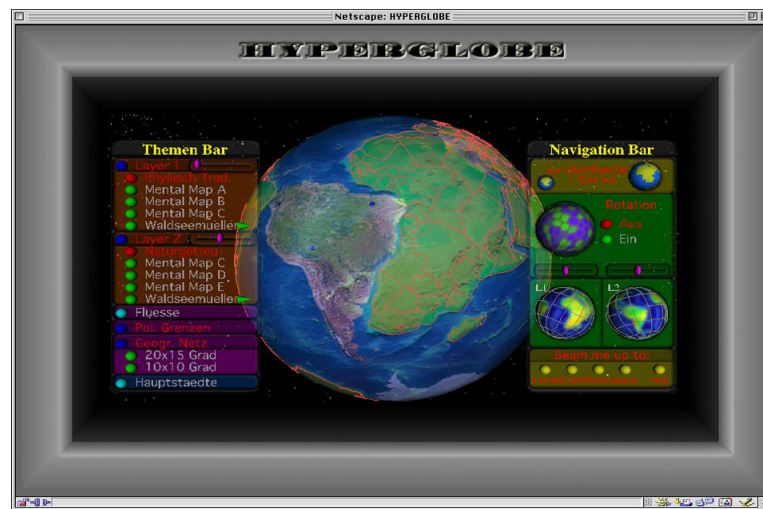 Netscape: HYPERGLOBE
HYPERGLOBE
Themen Bar
Layer 1
Physisch Trad.
Mental Map A
Mental Map B
Mental Map C
Waldseemueller
Layer 2
Naturgetreu
Mental Map C
Mental Map D
Mental Map E
Waldseemueller
Fluesse
Pol. Grenzen
Geogr. Netz
20x15 Grad
10x10 Grad
Hauptstaedte
Navigation Bar
Rotation:
Aus
Ein
L1
L2
Beam me up to: